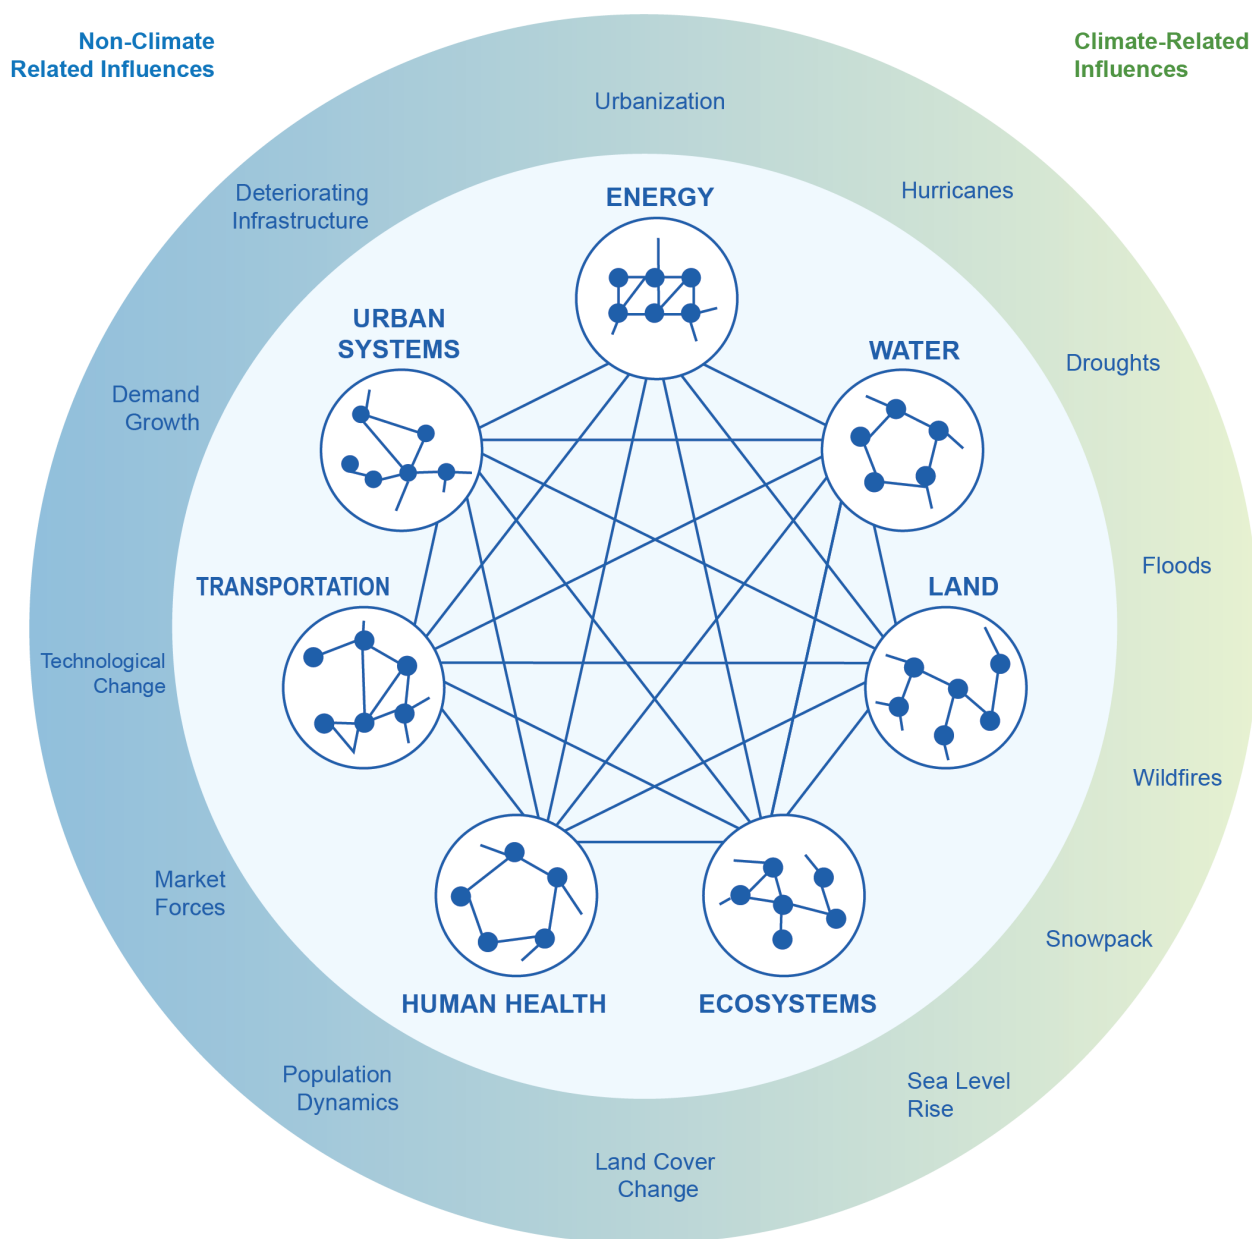 Non-Climate
Related Influences
Climate-Related
Influences
Urbanization
Deteriorating
Infrastructure
Hurricanes
ENERGY
URBAN
SYSTEMS
WATER
Droughts
Demand
Growth
Floods
TRANSPORTATION
LAND
Technological
Change
Wildfires
Market
Forces
Snowpack
HUMAN HEALTH
ECOSYSTEMS
Population
Dynamics
Sea Level
Rise
Land Cover
Change